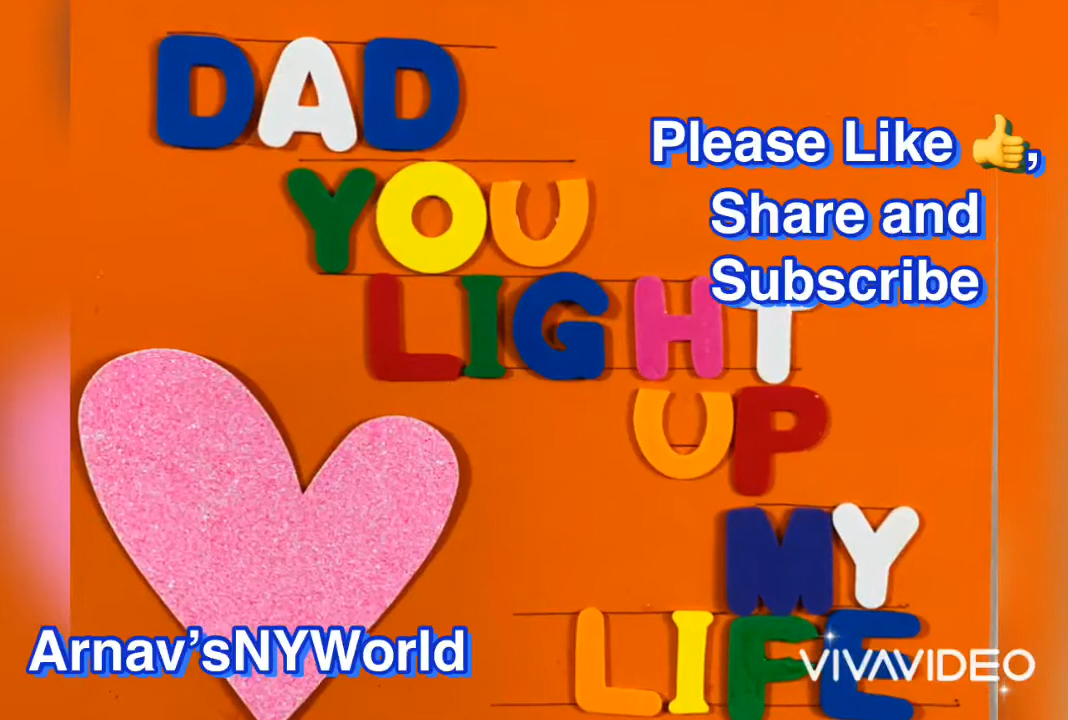 DAD
YOU
LIGHT
UP
MY
LIFE
Please Like 👍,
Share and
Subscribe
Arnav’sNYWorld
VIVAVIDEO